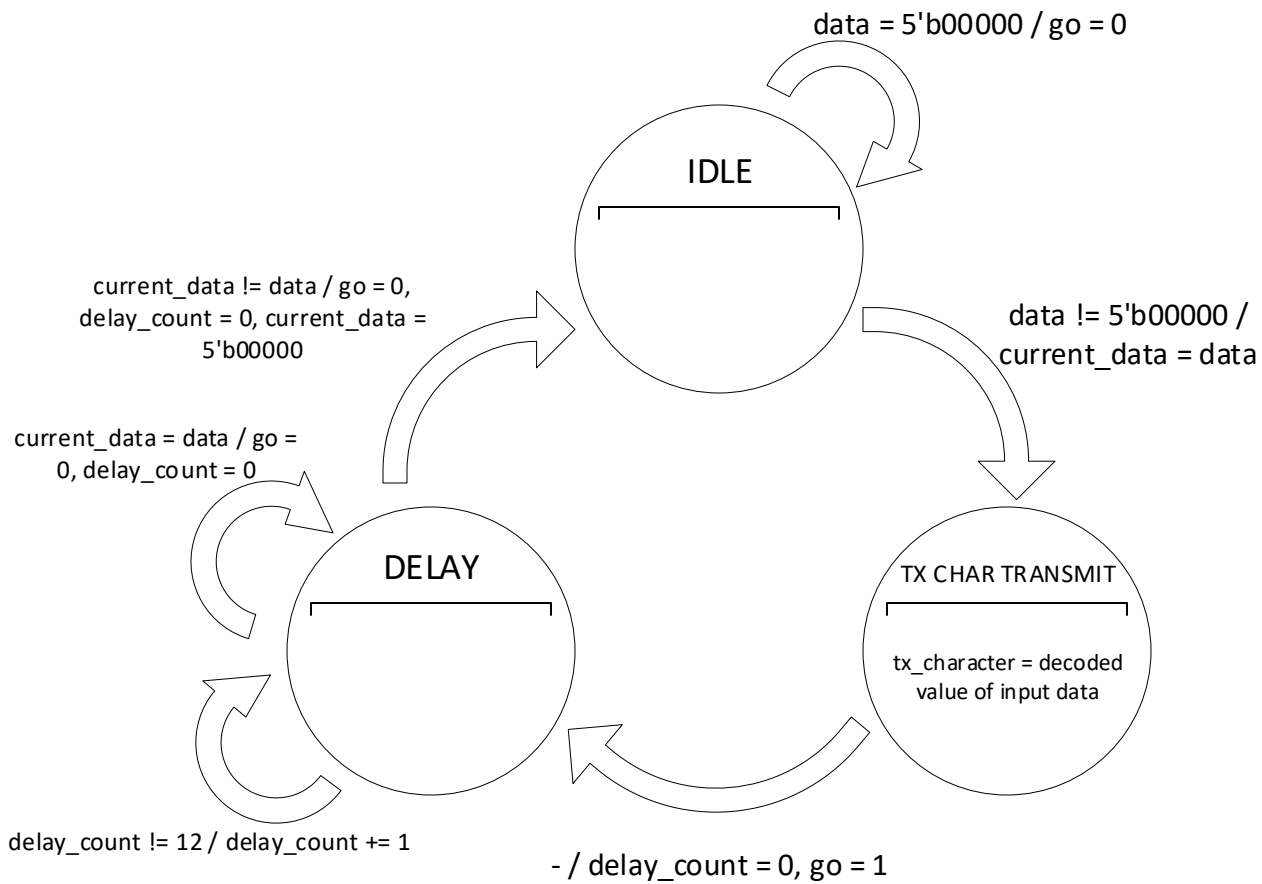 data = 5'b00000 / go = 0
IDLE
current_data != data / go = 0,
delay_count = 0, current_data =
5'b00000
data != 5'b00000 /
current_data = data
current_data = data / go =
0, delay_count = 0
DELAY
TX CHAR TRANSMIT
tx_character = decoded
value of input data
delay_count != 12 / delay_count += 1
- / delay_count = 0, go = 1